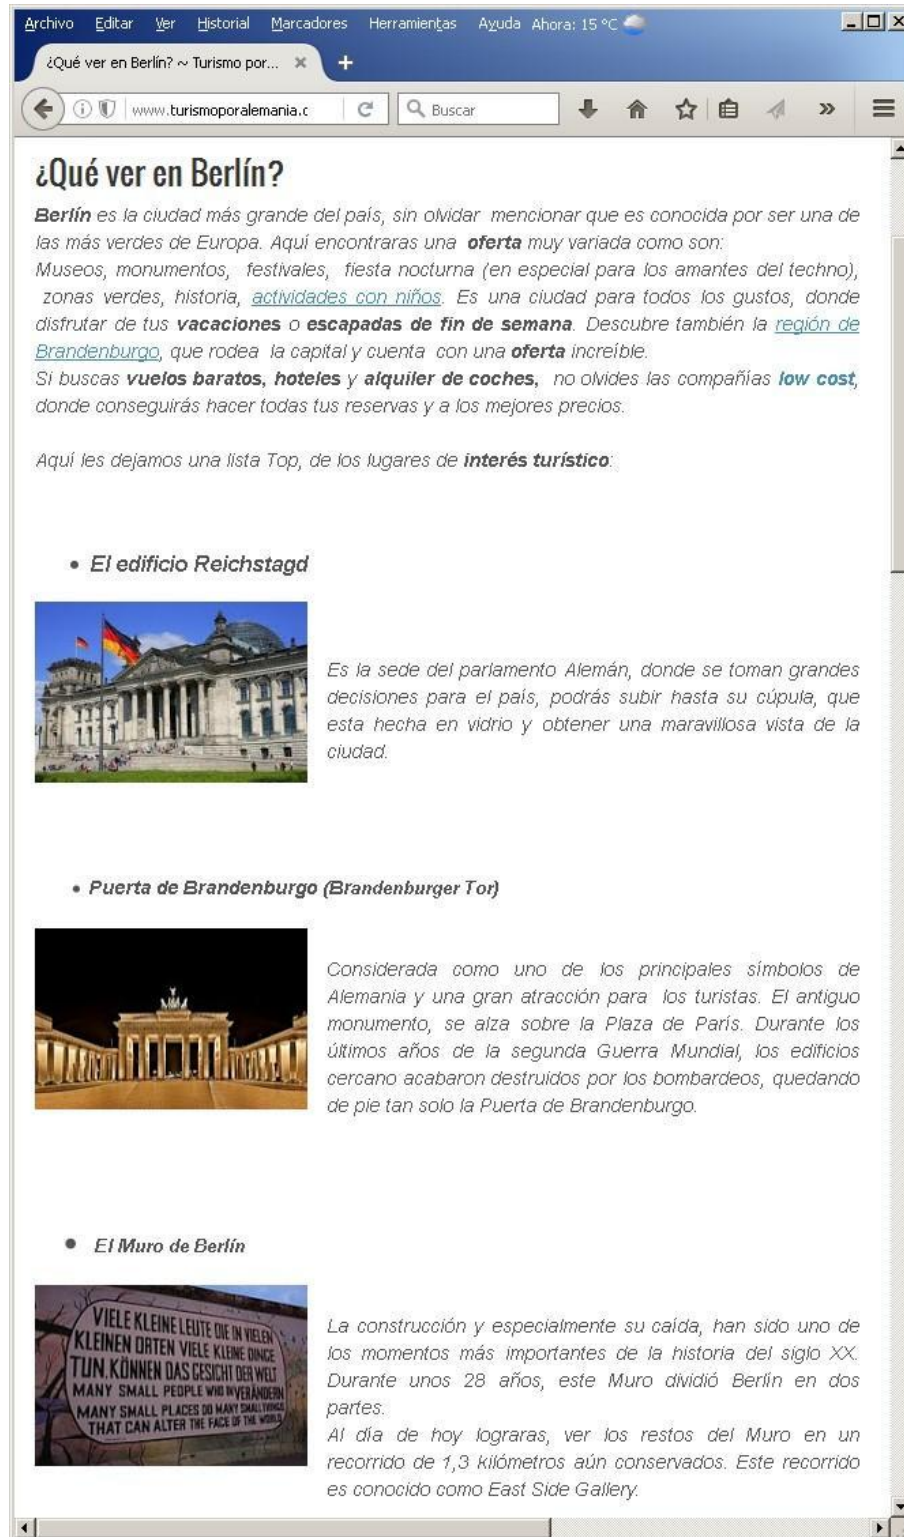 Archivo Editar Ver Historial Marcadores Herramientas Ayuda Ahora: 15 °C
¿Qué ver en Berlín? ~ Turismo por...
www.turismoporalemania.c
Buscar
¿Qué ver en Berlín?
Berlín es la ciudad más grande del país, sin olvidar mencionar que es conocida por ser una de
las más verdes de Europa. Aquí encontraras una oferta muy variada como son:
Museos, monumentos, festivales, fiesta nocturna (en especial para los amantes del techno),
zonas verdes, historia, actividades con niños. Es una ciudad para todos los gustos, donde
disfrutar de tus vacaciones o escapadas de fin de semana. Descubre también la región de
Brandenburgo, que rodea la capital y cuenta con una oferta increíble.
Si buscas vuelos baratos, hoteles y alquiler de coches, no olvides las compañías low cost,
donde conseguirás hacer todas tus reservas y a los mejores precios.
Aquí les dejamos una lista Top, de los lugares de interés turístico:
• El edificio Reichstagd
Es la sede del parlamento Alemán, donde se toman grandes
decisiones para el país, podrás subir hasta su cúpula, que
esta hecha en vidrio y obtener una maravillosa vista de la
ciudad.
• Puerta de Brandenburgo (Brandenburger Tor)
Considerada como uno de los principales símbolos de
Alemania y una gran atracción para los turistas. El antiguo
monumento, se alza sobre la Plaza de París. Durante los
últimos años de la segunda Guerra Mundial, los edificios
cercano acabaron destruidos por los bombardeos, quedando
de pie tan solo la Puerta de Brandenburgo.
• El Muro de Berlín
VIELE KLEINE LEUTE DIE IN VIELEN
KLEINEN ORTEN VIELE KLEINE DINGE
TUN, KÖNNEN DAS GESICHT DER WELT
VERÄNDERN
MANY SMALL PEOPLE WHO IN
MANY SMALL PLACES DO MANY SMALL THINGS
THAT CAN ALTER THE FACE OF THE WORLD
La construcción y especialmente su caída, han sido uno de
los momentos más importantes de la historia del siglo XX.
Durante unos 28 años, este Muro dividió Berlín en dos
partes.
Al día de hoy lograras, ver los restos del Muro en un
recorrido de 1,3 kilómetros aún conservados. Este recorrido
es conocido como East Side Gallery.